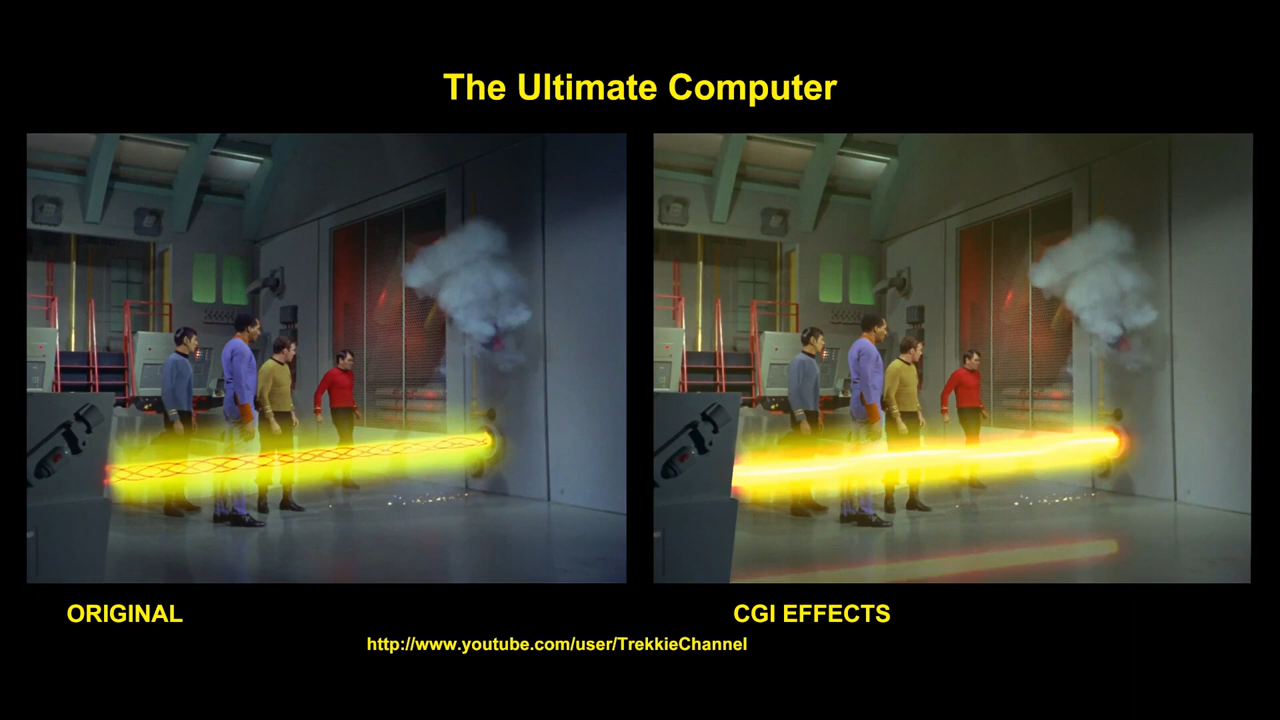 The Ultimate Computer
ORIGINAL
CGI EFFECTS
http://www.youtube.com/user/TrekkieChannel